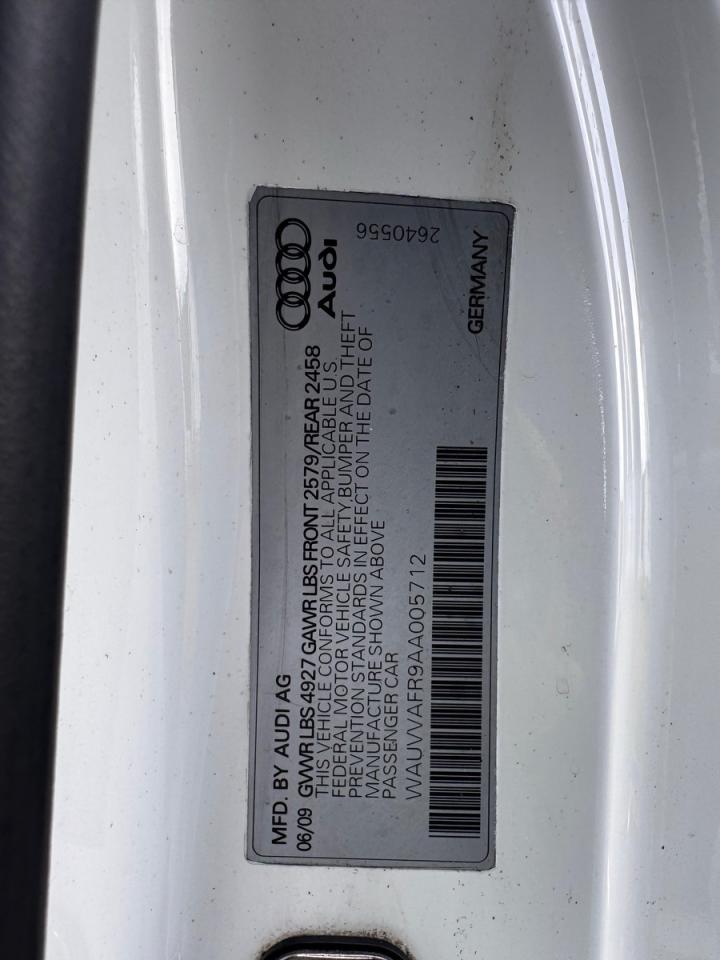 MFD. BY AUDI AG
Audi
2640556
06/09 GVWR LBS 4927 GAWR LBS FRONT 2579/REAR 2458
THIS VEHICLE CONFORMS TO ALL APPLICABLE U.S.
FEDERAL MOTOR VEHICLE SAFETY BUMPER AND THEFT
PREVENTION STANDARDS IN EFFECT ON THE DATE OF
MANUFACTURE SHOWN ABOVE
PASSENGER CAR
WAUVVAFR9AA005712
GERMANY